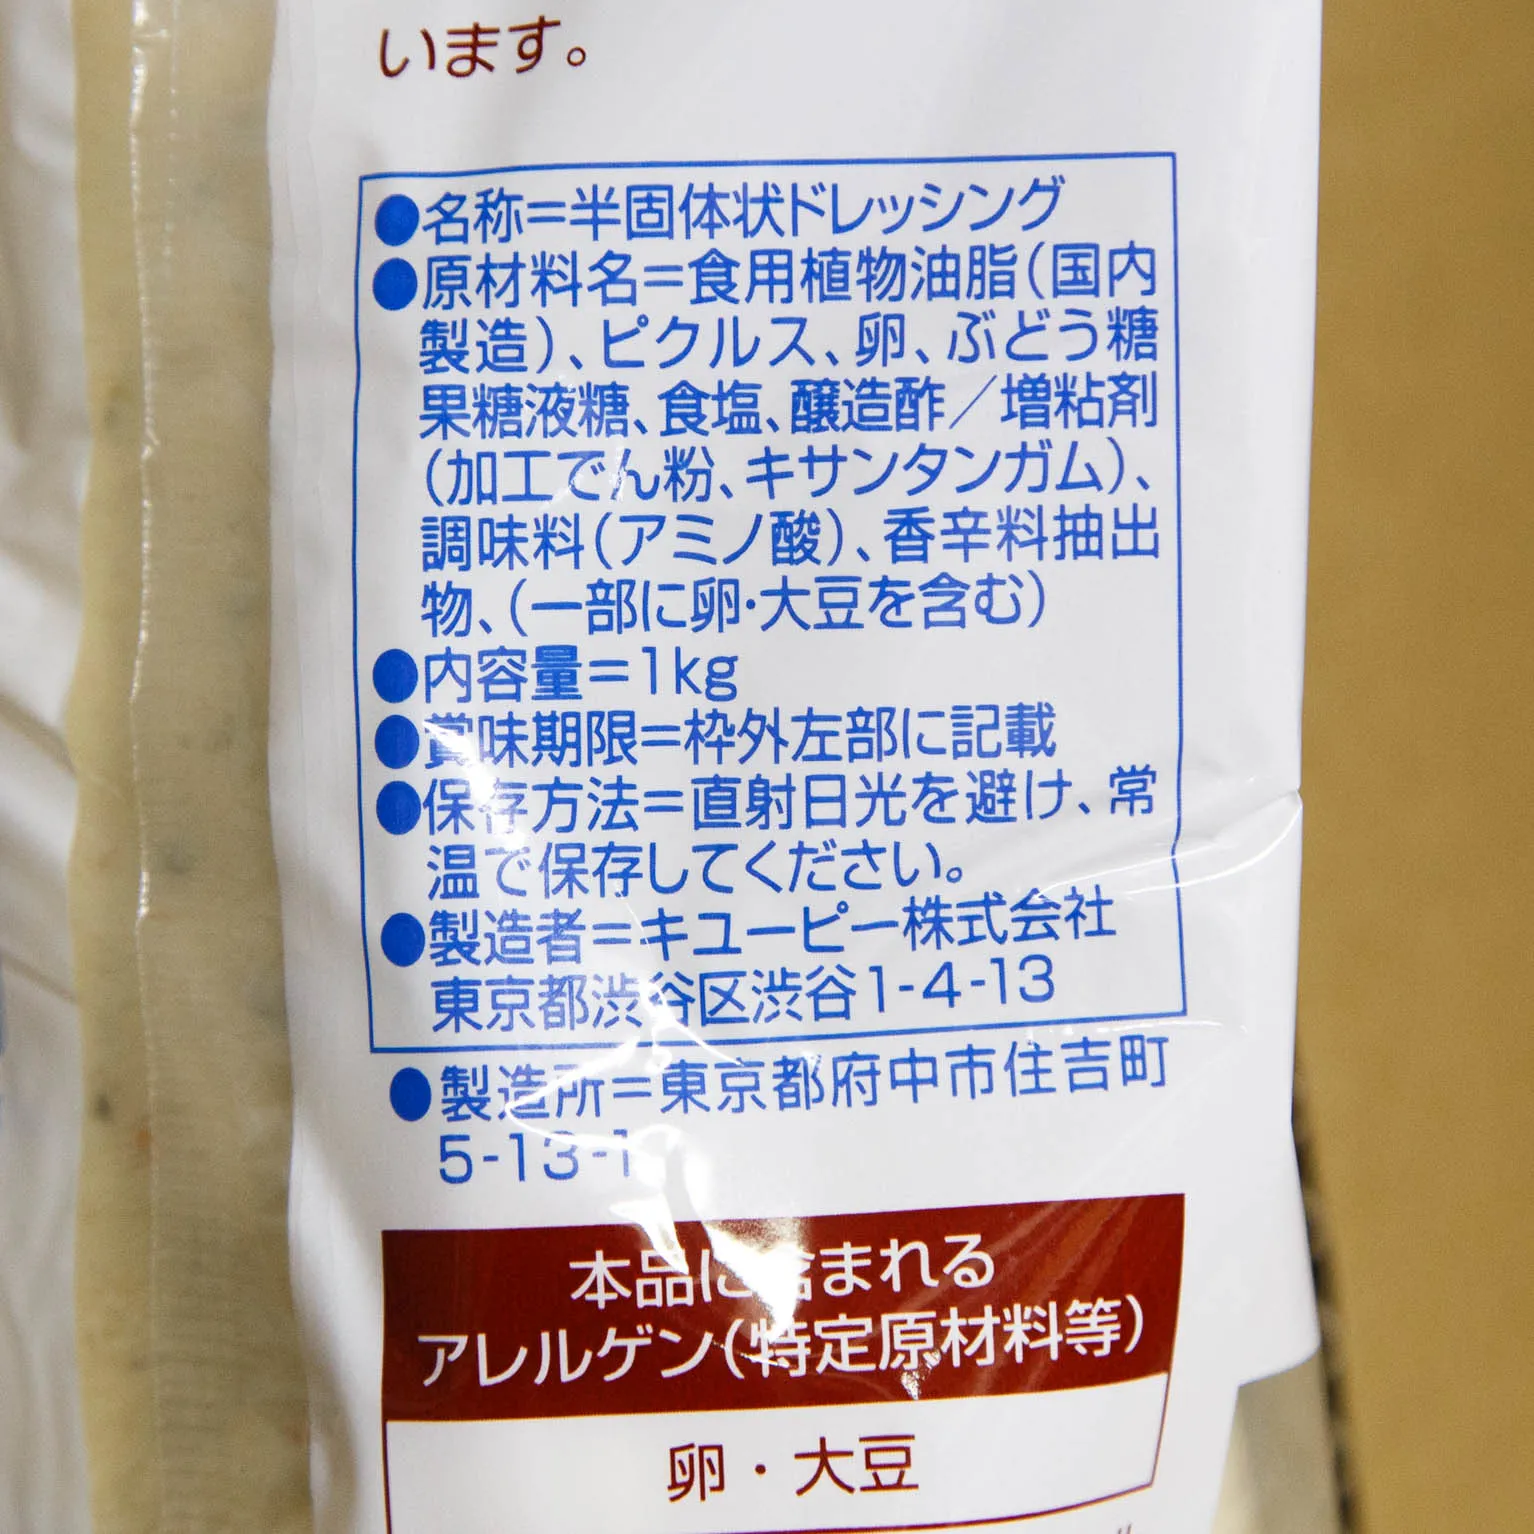 います。
●名称=半固体状ドレッシング
●原材料名=食用植物油脂(国内
製造)、ピクルス、卵、ぶどう糖
果糖液糖、食塩、醸造酢/増粘剤
(加工でん粉、キサンタンガム)、
調味料(アミノ酸)、香辛料抽出
物、(一部に卵・大豆を含む)
●内容量=1kg
●賞味期限=枠外左部に記載
●保存方法=直射日光を避け、常
温で保存してください。
●製造者=キユーピー株式会社
東京都渋谷区渋谷1-4-13
●製造所=東京都府中市住吉町
5-13-1
本品に含まれる
アレルゲン(特定原材料等)
卵・大豆